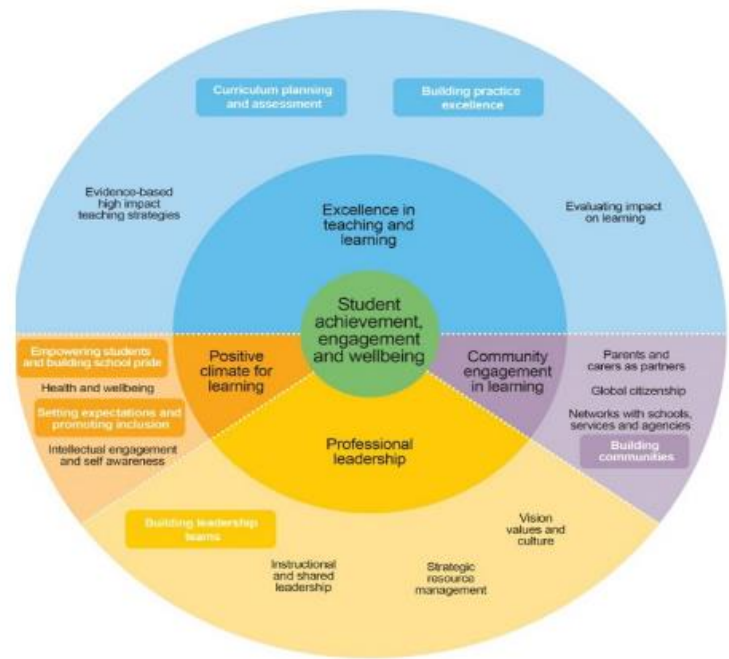 Curriculum planning
and assessment
Building practice
excellence
Evidence-based
high impact
teaching strategies
Excellence in
teaching and
learning
Evaluating impact
on learning
Student
achievement,
engagement
and wellbeing
Empowering students
and building school pride
Health and wellbeing
Setting expectations and
promoting inclusion
Intellectual engagement
and self awareness
Positive
climate for
learning
Community
engagement
in learning
Parents and
carers as partners
Global citizenship
Networks with schools,
services and agencies
Building
communities
Professional
leadership
Building leadership
teams
Instructional
and shared
leadership
Strategic
resource
management
Vision
values and
culture